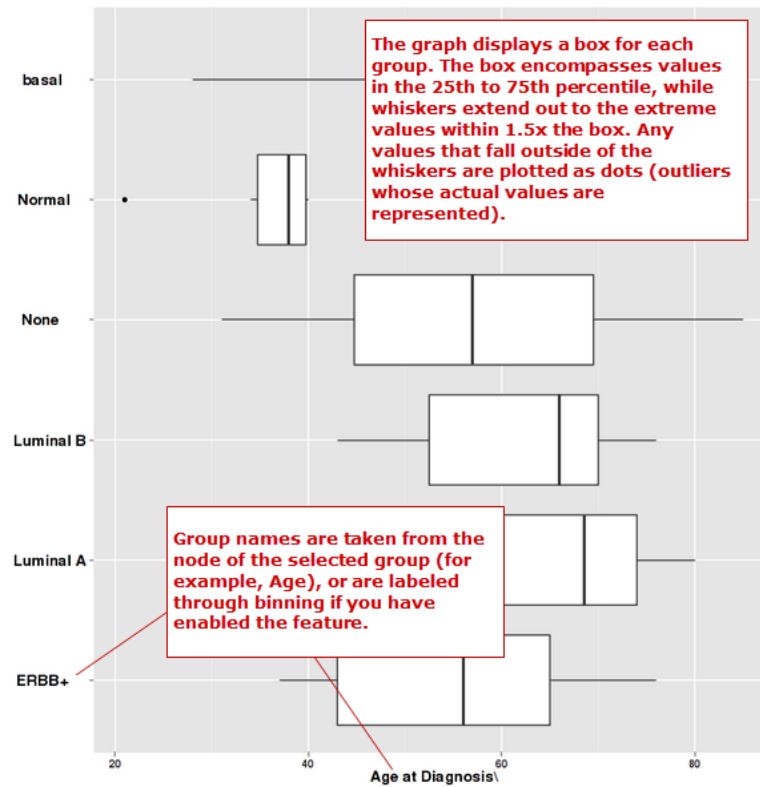 The graph displays a box for each
group. The box encompasses values
in the 25th to 75th percentile, while
whiskers extend out to the extreme
values within 1.5x the box. Any
values that fall outside of the
whiskers are plotted as dots (outliers
whose actual values are
represented).
basal
Normal
None
Luminal B
Luminal A
Group names are taken from the
node of the selected group (for
example, Age), or are labeled
through binning if you have
enabled the feature.
ERBB+
20 40 60 80
Age at Diagnosis\